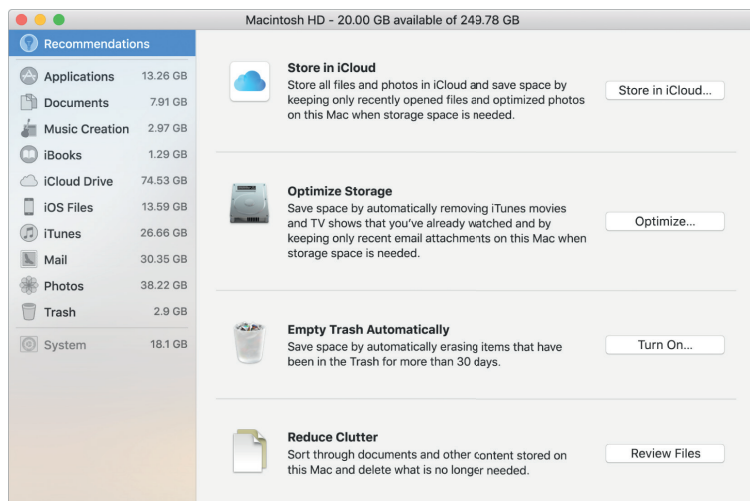 Macintosh HD - 20.00 GB available of 249.78 GB
Recommendations
Applications 13.26 GB
Documents 7.91 GB
Music Creation 2.97 GB
iBooks 1.29 GB
iCloud Drive 74.53 GB
iOS Files 13.59 GB
iTunes 26.66 GB
Mail 30.35 GB
Photos 38.22 GB
Trash 2.9 GB
System 18.1 GB
Store in iCloud
Store all files and photos in iCloud and save space by
keeping only recently opened files and optimized photos
on this Mac when storage space is needed.
Store in iCloud...
Optimize Storage
Save space by automatically removing iTunes movies
and TV shows that you've already watched and by
keeping only recent email attachments on this Mac when
storage space is needed.
Optimize...
Empty Trash Automatically
Save space by automatically erasing items that have
been in the Trash for more than 30 days.
Turn On...
Reduce Clutter
Sort through documents and other content stored on
this Mac and delete what is no longer needed.
Review Files